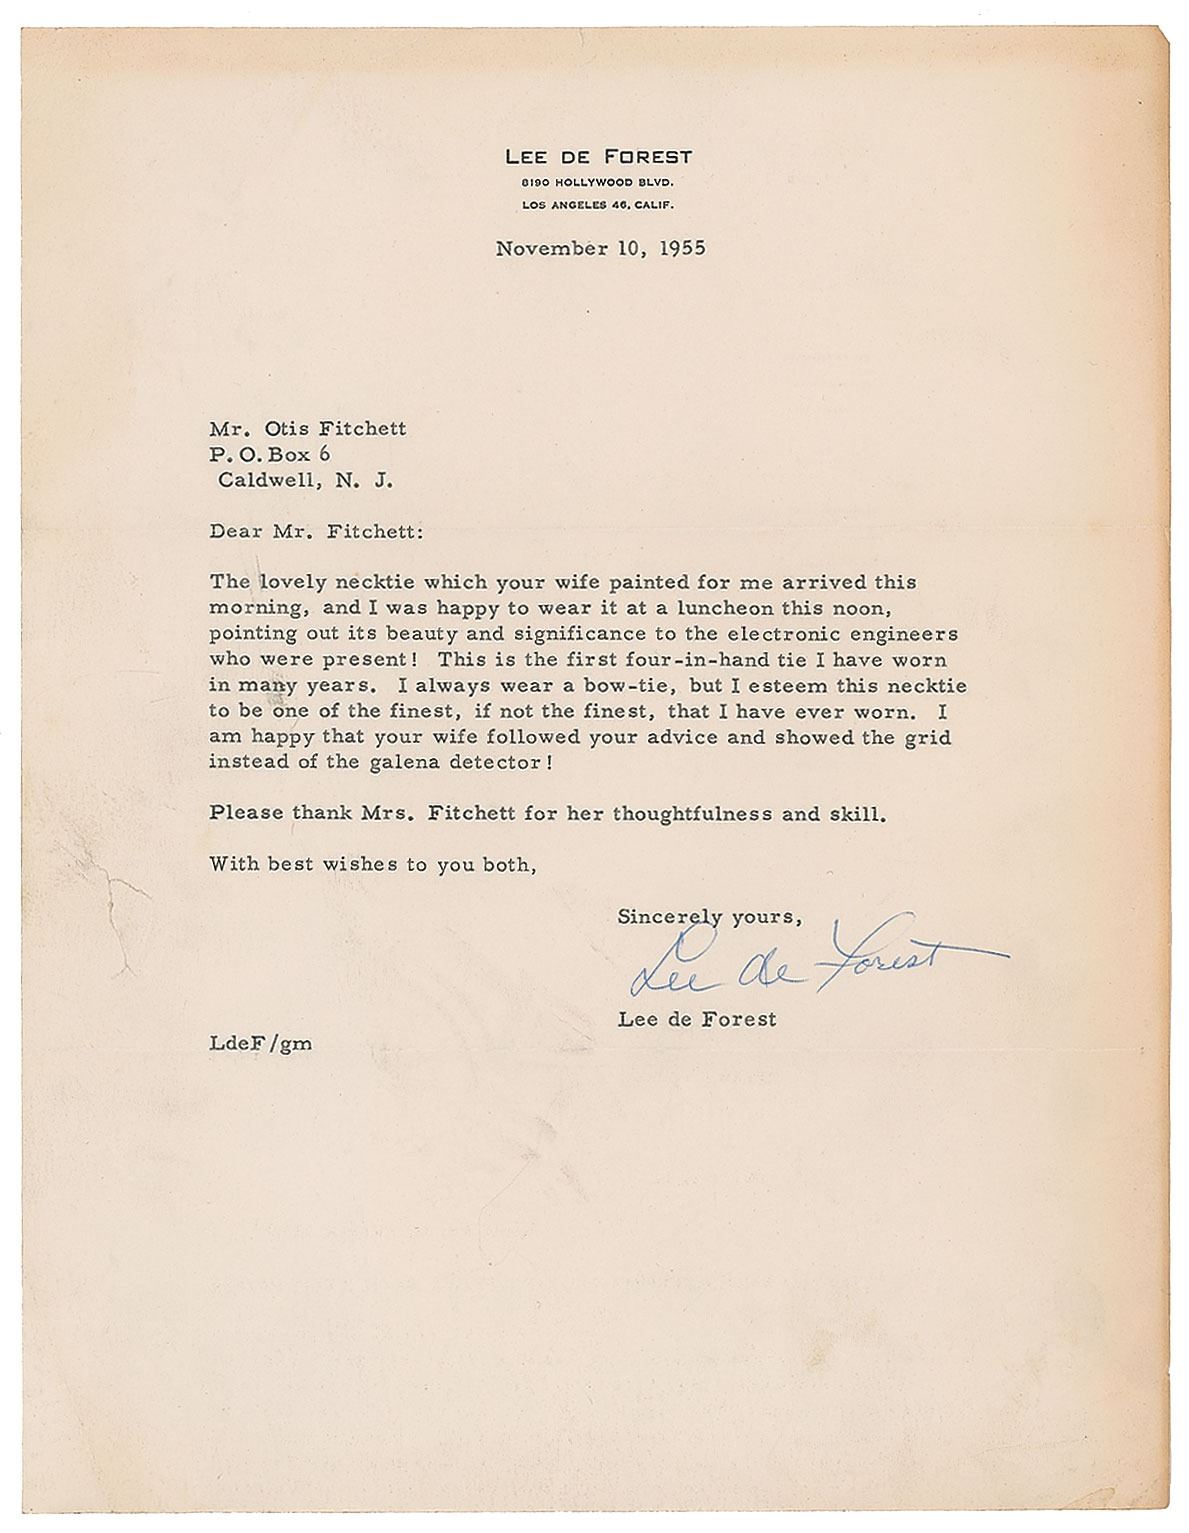 LEE DE FOREST
8190 HOLLYWOOD BLVD.
LOS ANGELES 46, CALIF.
November 10, 1955
Mr. Otis Fitchett
P. O. Box 6
Caldwell, N. J.
Dear Mr. Fitchett:
The lovely necktie which your wife painted for me arrived this
morning, and I was happy to wear it at a luncheon this noon,
pointing out its beauty and significance to the electronic engineers
who were present! This is the first four-in-hand tie I have worn
in many years. I always wear a bow-tie, but I esteem this necktie
to be one of the finest, if not the finest, that I have ever worn. I
am happy that your wife followed your advice and showed the grid
instead of the galena detector!
Please thank Mrs. Fitchett for her thoughtfulness and skill.
With best wishes to you both,
Sincerely yours,
Lee de Forest
Lee de Forest
LdeF/gm